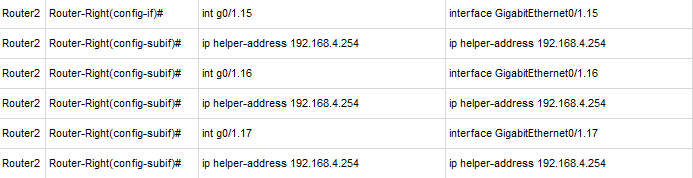 Router2 Router-Right(config-if)# int g0/1.15 interface GigabitEthernet0/1.15
Router2 Router-Right(config-subif)# ip helper-address 192.168.4.254 ip helper-address 192.168.4.254
Router2 Router-Right(config-subif)# int g0/1.16 interface GigabitEthernet0/1.16
Router2 Router-Right(config-subif)# ip helper-address 192.168.4.254 ip helper-address 192.168.4.254
Router2 Router-Right(config-subif)# int g0/1.17 interface GigabitEthernet0/1.17
Router2 Router-Right(config-subif)# ip helper-address 192.168.4.254 ip helper-address 192.168.4.254